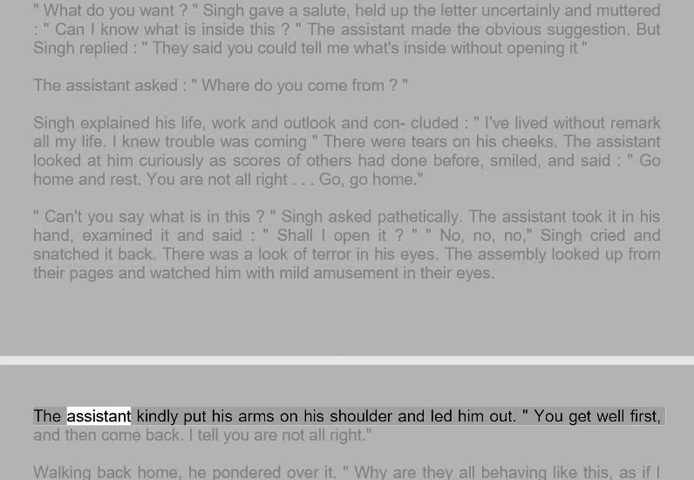 " What do you want ? " Singh gave a salute, held up the letter uncertainly and muttered
: " Can I know what is inside this ? " The assistant made the obvious suggestion. But
Singh replied : " They said you could tell me what's inside without opening it "
The assistant asked : " Where do you come from ? "
Singh explained his life, work and outlook and con- cluded : " I've lived without remark
all my life. I knew trouble was coming " There were tears on his cheeks. The assistant
looked at him curiously as scores of others had done before, smiled, and said : " Go
home and rest. You are not all right . . . Go, go home."
" Can't you say what is in this ? " Singh asked pathetically. The assistant took it in his
hand, examined it and said : " Shall I open it ? " " No, no, no," Singh cried and
snatched it back. There was a look of terror in his eyes. The assembly looked up from
their pages and watched him with mild amusement in their eyes.
The assistant kindly put his arms on his shoulder and led him out. " You get well first,
and then come back. I tell you are not all right."
Walking back home, he pondered over it. " Why are they all behaving like this, as if I